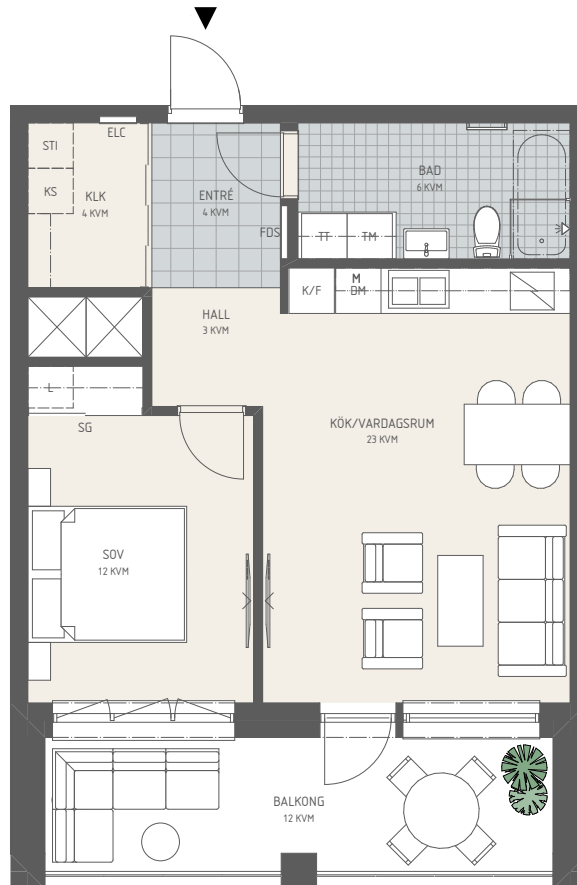 ELC
STI
KS
KLK
4 KVM
ENTRÉ
4 KVM
FDS
BAD
6 KVM
TT
TM
K/F
M
DM
HALL
3 KVM
L
SG
KÖK/VARDAGSRUM
23 KVM
SOV
12 KVM
BALKONG
12 KVM